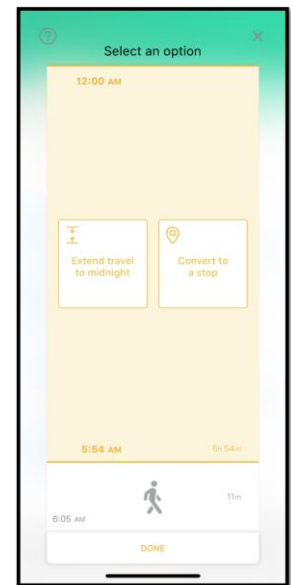 Select an option
12:00 AM
Extend travel
to midnight
Convert to
a stop
5:54 AM
6h 54m
11m
6:05 AM
DONE